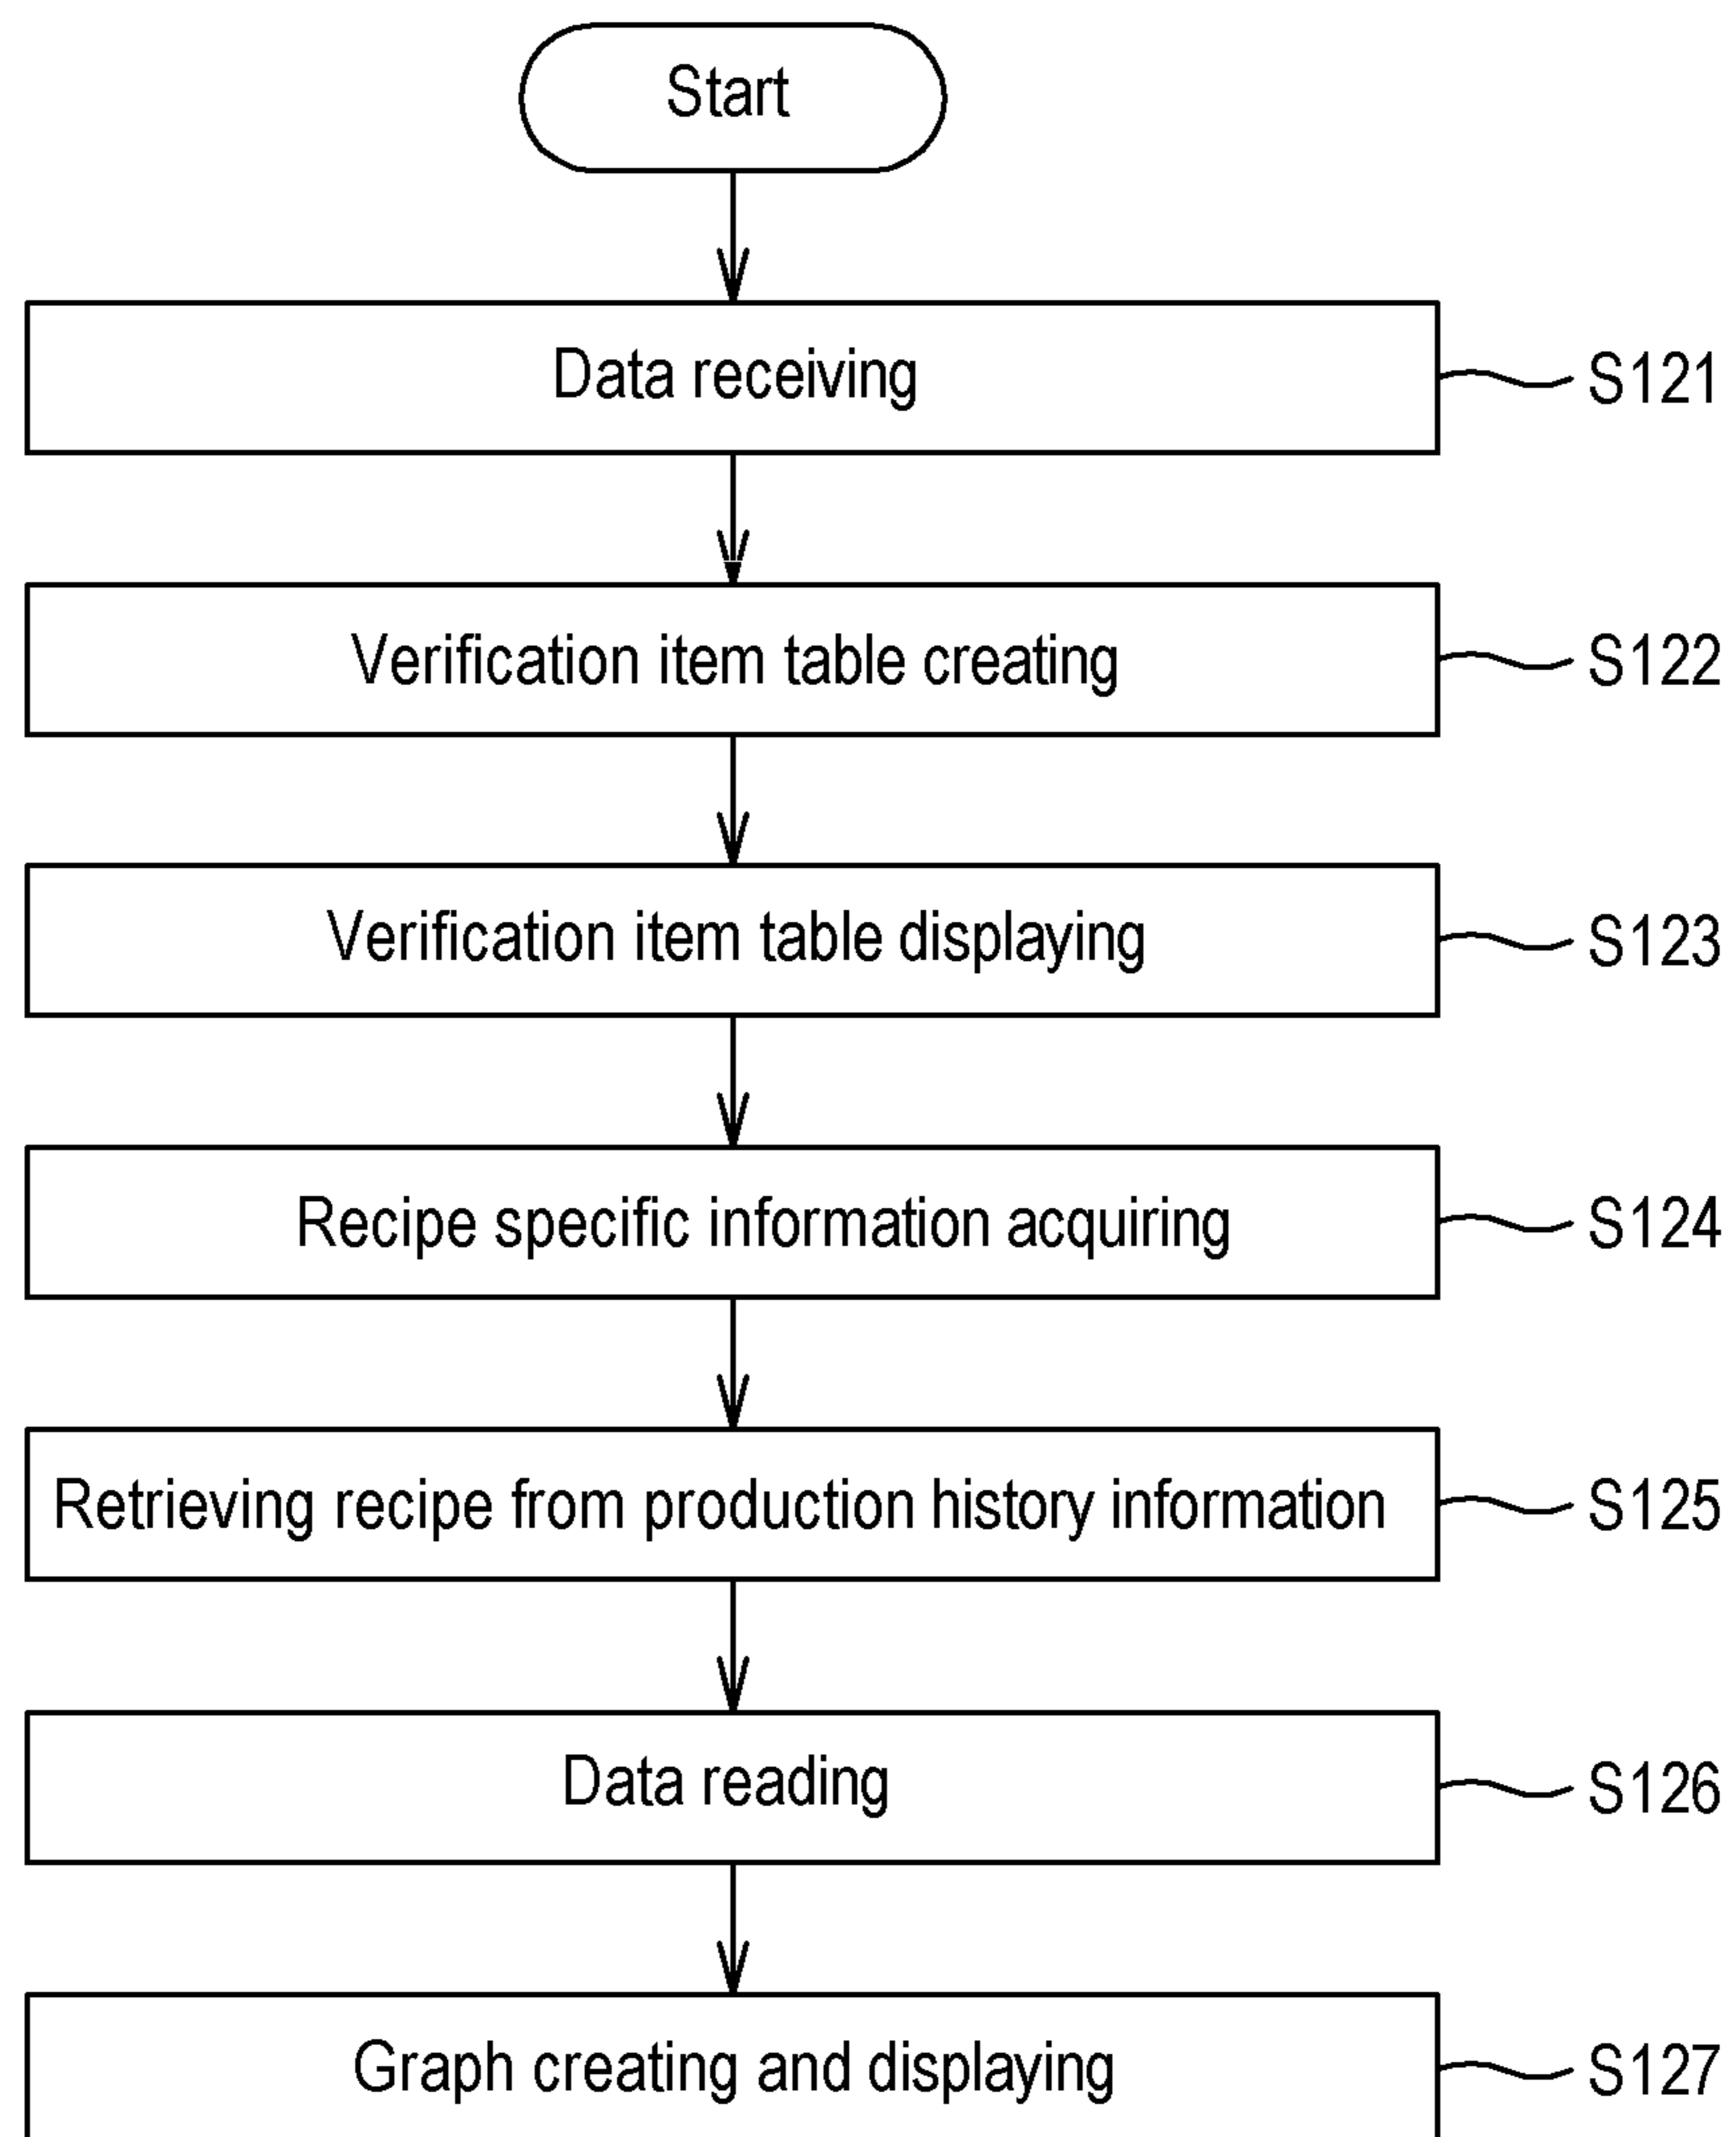 Start
Data receiving
S121
Verification item table creating
S122
Verification item table displaying
S123
Recipe specific information acquiring
S124
Retrieving recipe from production history information
S125
Data reading
S126
Graph creating and displaying
S127